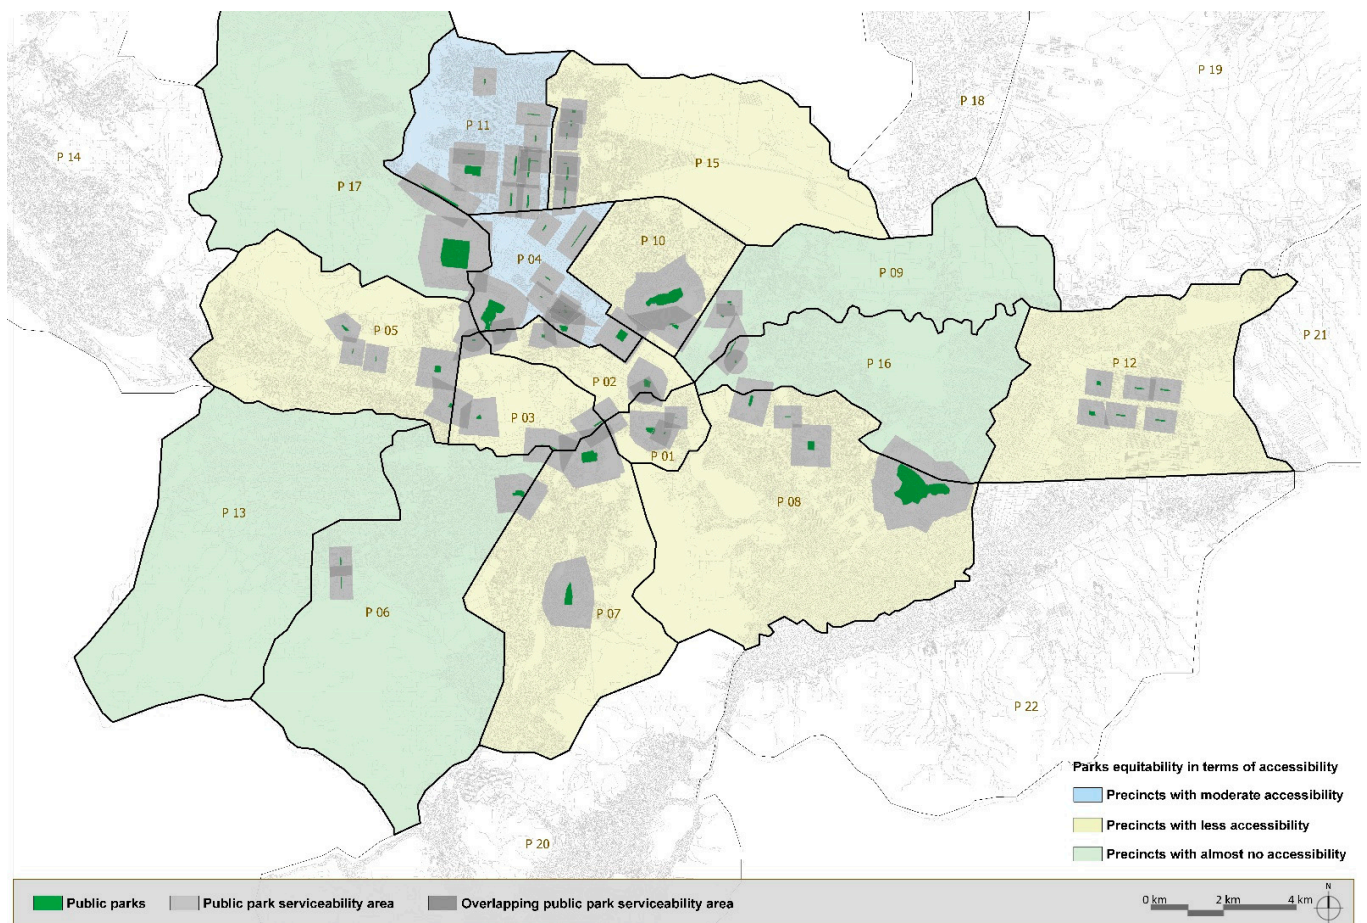 P 19
P 18
P 11
P 14
P 15
P 17
P 10
P 04
P 09
P 05
P 21
P 16
P 12
P 02
P 03
P 01
P 08
P 13
P 06
P 07
P 22
P 20
Parks equitability in terms of accessibility
Precincts with moderate accessibility
Precincts with less accessibility
Precincts with almost no accessibility
Public parks
Public park serviceability area
Overlapping public park serviceability area
0 km 2 km 4 km
N